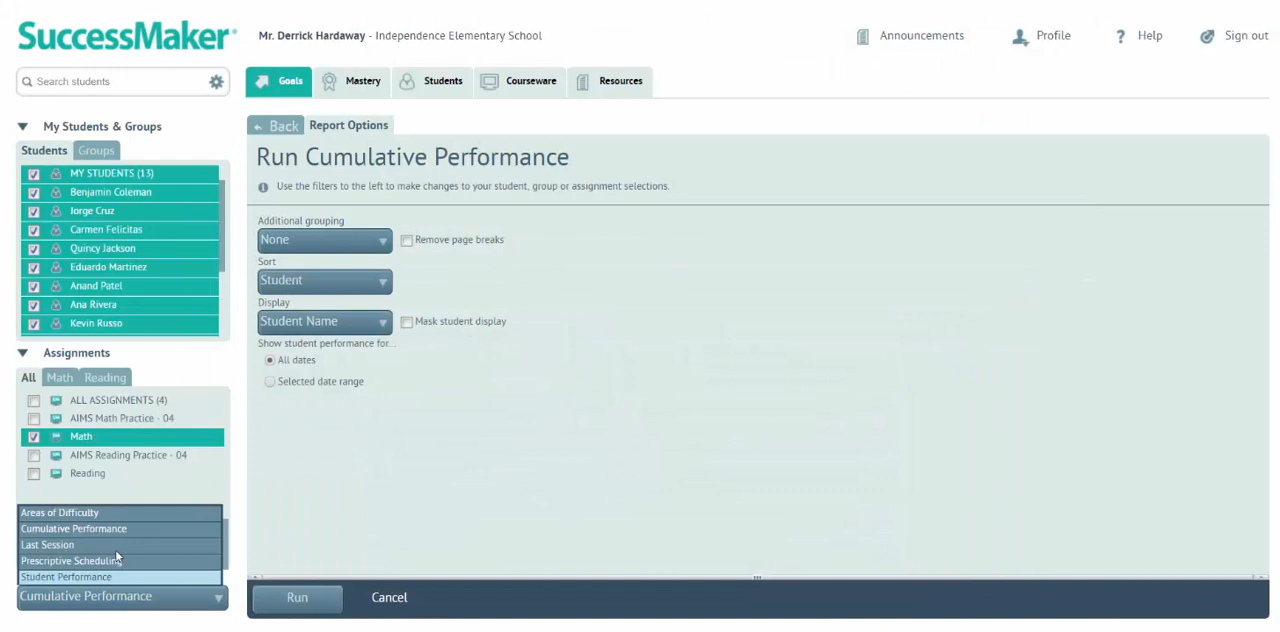 SuccessMaker®
Mr. Derrick Hardaway - Independence Elementary School
Announcements
Profile
? Help
Sign out
Search students
Goals
Mastery
Students
Courseware
Resources
My Students & Groups
Students
Groups
MY STUDENTS (13)
Benjamin Coleman
Jorge Cruz
Carmen Felicitas
Quincy Jackson
Eduardo Martinez
Anand Patel
Ana Rivera
Kevin Russo
Assignments
All
Math
Reading
ALL ASSIGNMENTS (4)
AIMS Math Practice - 04
Math
AIMS Reading Practice - 04
Reading
Areas of Difficulty
Cumulative Performance
Last Session
Prescriptive Scheduling
Student Performance
Cumulative Performance
Back
Report Options
Run Cumulative Performance
Use the filters to the left to make changes to your student, group or assignment selections.
Additional grouping
None
Remove page breaks
Sort
Student
Display
Student Name
Mask student display
Show student performance for...
All dates
Selected date range
Run
Cancel